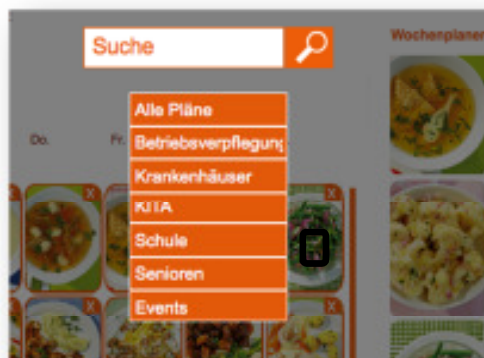 Suche
Wochenplaner
Do.
Fr.
Alle Pläne
Betriebsverpflegung
Krankenhäuser
KITA
Schule
Senioren
Events
X
X
X
X